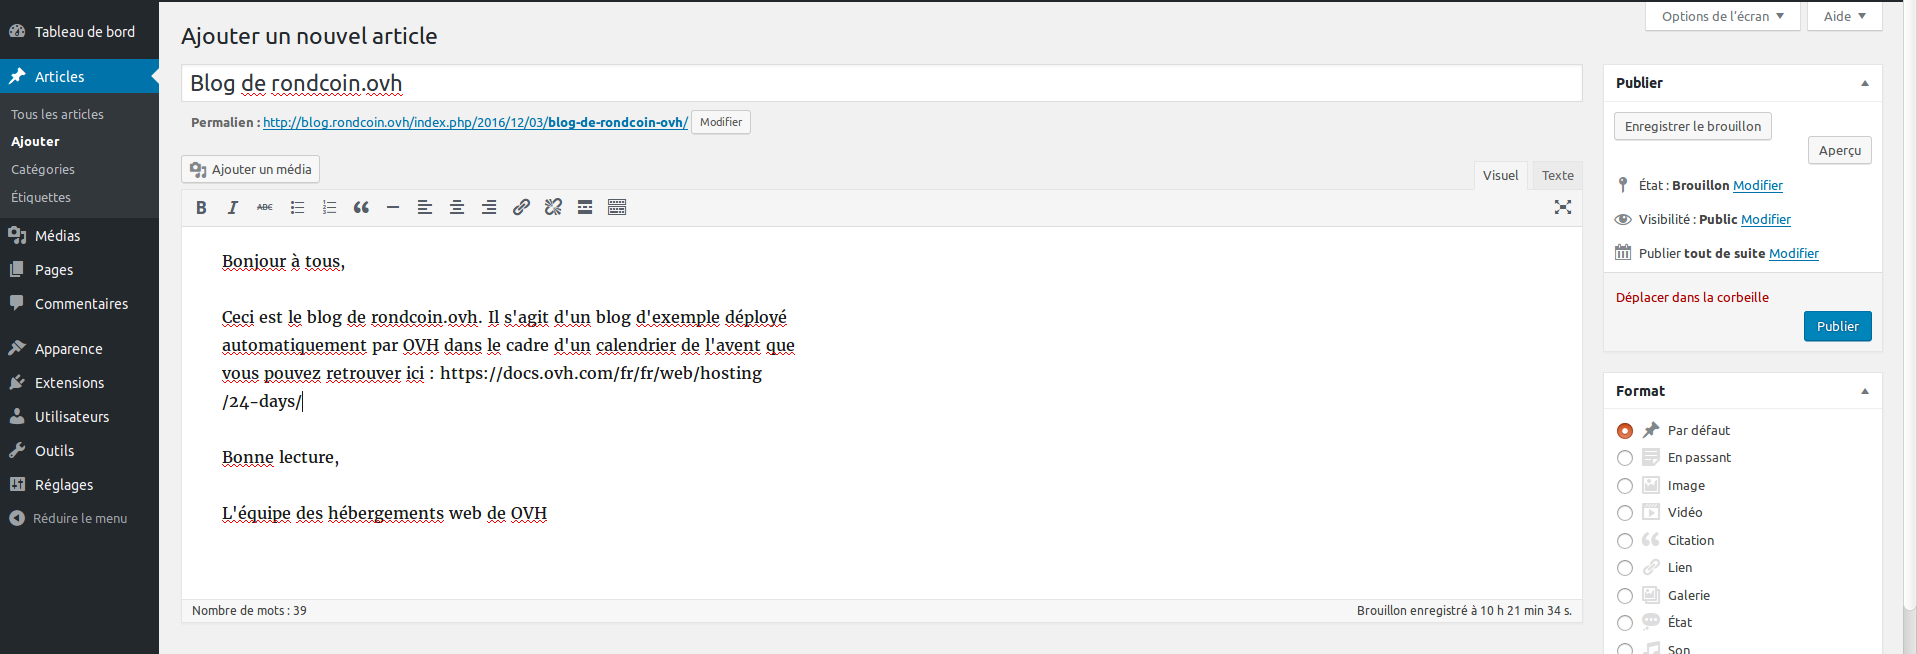 Tableau de bord
Articles
Tous les articles
Ajouter
Catégories
Étiquettes
Médias
Pages
Commentaires
Apparence
Extensions
Utilisateurs
Outils
Réglages
Réduire le menu
Options de l'écran
Aide
Ajouter un nouvel article
Blog de rondcoin.ovh
Permalien : http://blog.rondcoin.ovh/index.php/2016/12/03/blog-de-rondcoin-ovh/ Modifier
Ajouter un média
Visuel
Texte
B I ABC
Bonjour à tous,
Ceci est le blog de rondcoin.ovh. Il s'agit d'un blog d'exemple déployé
automatiquement par OVH dans le cadre d'un calendrier de l'avent que
vous pouvez retrouver ici : https://docs.ovh.com/fr/fr/web/hosting
/24-days/
Bonne lecture,
L'équipe des hébergements web de OVH
Nombre de mots : 39
Brouillon enregistré à 10 h 21 min 34 s.
Publier
Enregistrer le brouillon
Aperçu
État : Brouillon Modifier
Visibilité : Public Modifier
Publier tout de suite Modifier
Déplacer dans la corbeille
Publier
Format
Par défaut
En passant
Image
Vidéo
Citation
Lien
Galerie
État
Son